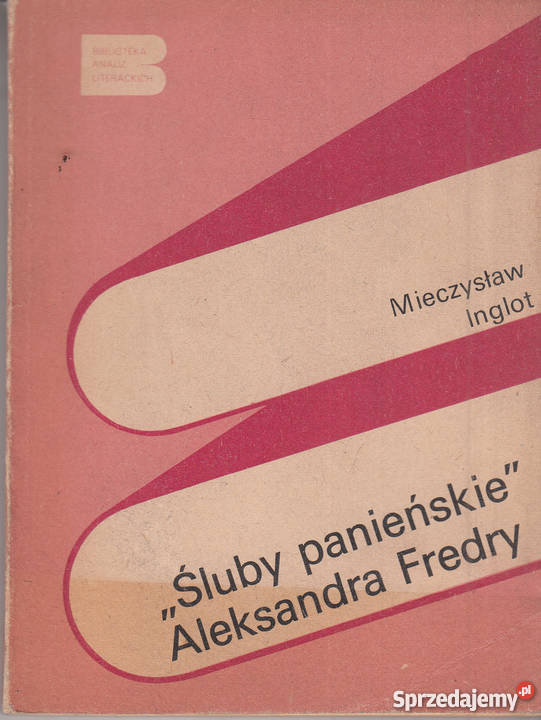 BIBLIOTEKA
ANALIZ
LITERACKICH
Mieczysław
Inglot
„Śluby panieńskie”
Aleksandra Fredry
Sprzedajemy.pl